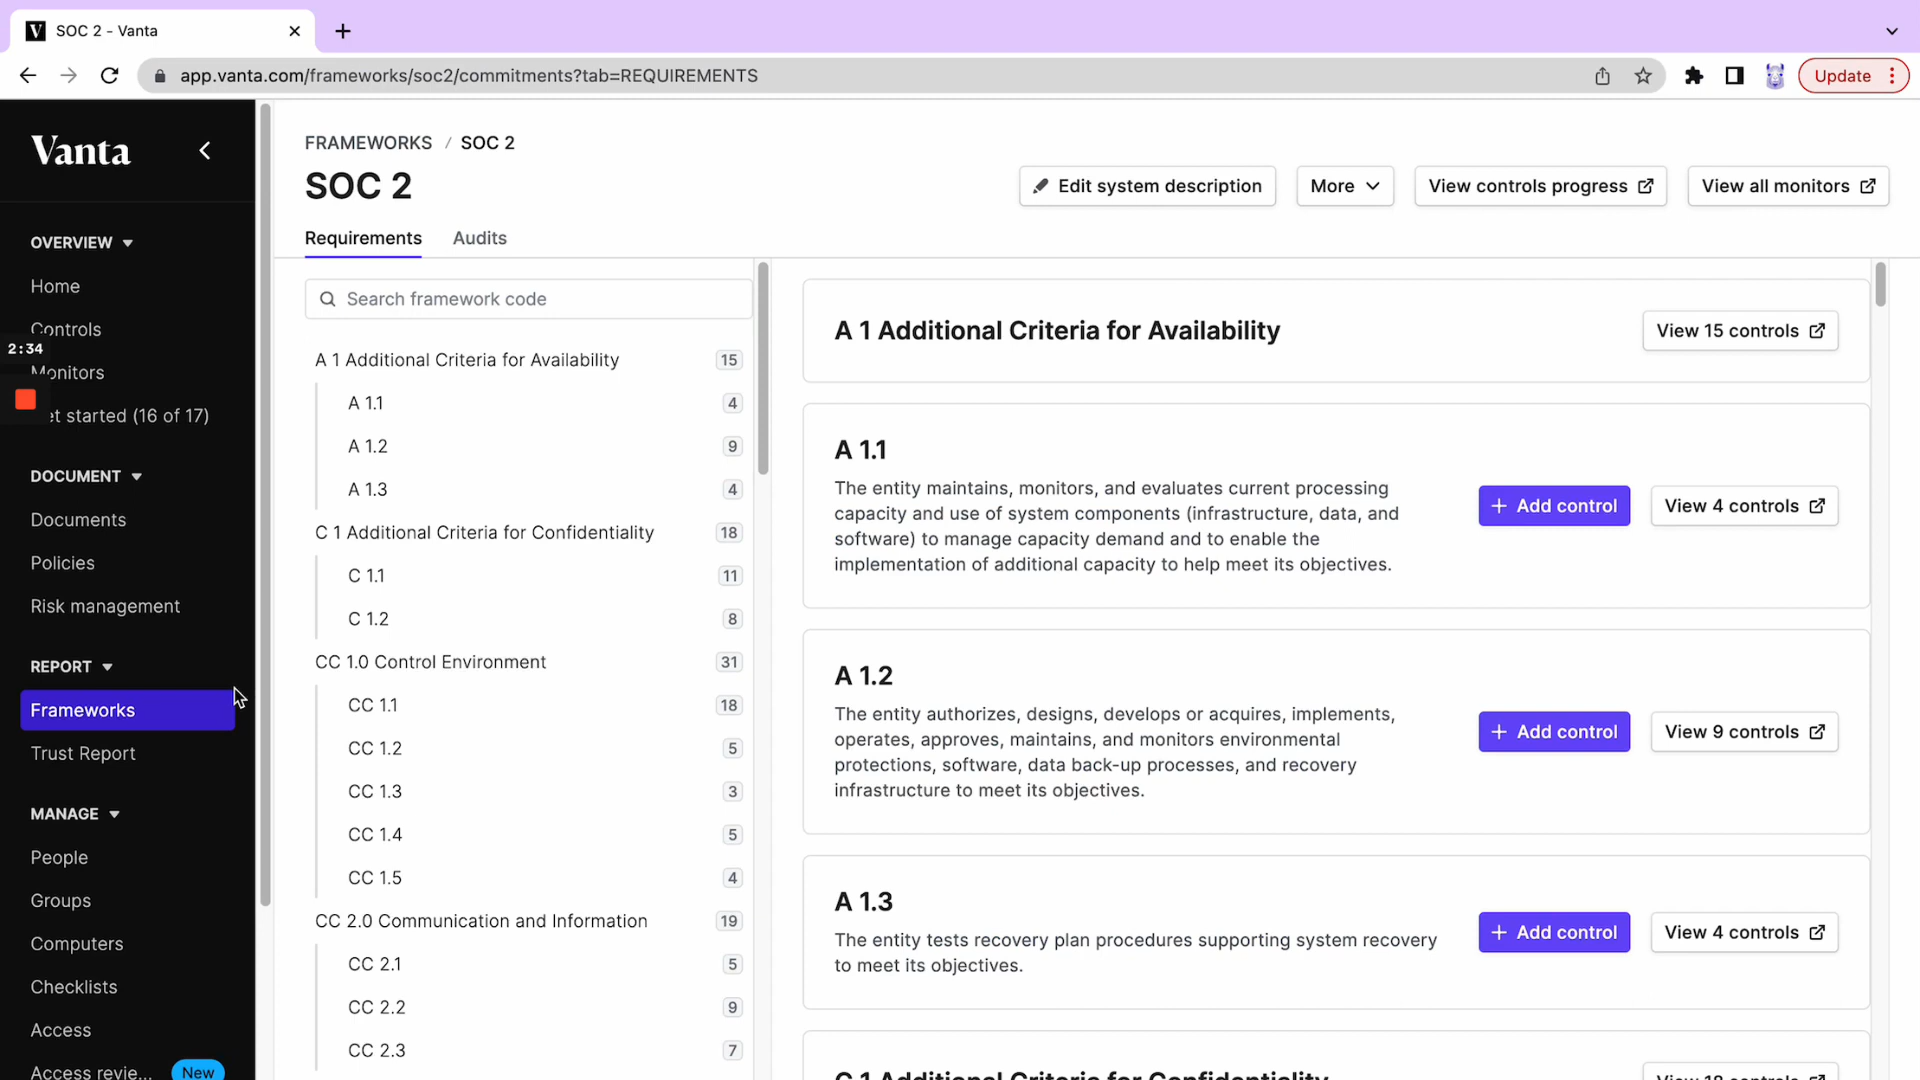 SOC 2 - Vanta
app.vanta.com/frameworks/soc2/commitments?tab=REQUIREMENTS
Update
Vanta
OVERVIEW
Home
Controls
2:34
Monitors
et started (16 of 17)
DOCUMENT
Documents
Policies
Risk management
REPORT
Frameworks
Trust Report
MANAGE
People
Groups
Computers
Checklists
Access
Access revie... New
FRAMEWORKS / SOC 2
SOC 2
Edit system description
More
View controls progress
View all monitors
Requirements
Audits
Search framework code
A 1 Additional Criteria for Availability 15
A 1.1 4
A 1.2 9
A 1.3 4
C 1 Additional Criteria for Confidentiality 18
C 1.1 11
C 1.2 8
CC 1.0 Control Environment 31
CC 1.1 18
CC 1.2 5
CC 1.3 3
CC 1.4 5
CC 1.5 4
CC 2.0 Communication and Information 19
CC 2.1 5
CC 2.2 9
CC 2.3 7
A 1 Additional Criteria for Availability
View 15 controls
A 1.1
The entity maintains, monitors, and evaluates current processing
capacity and use of system components (infrastructure, data, and
software) to manage capacity demand and to enable the
implementation of additional capacity to help meet its objectives.
+ Add control
View 4 controls
A 1.2
The entity authorizes, designs, develops or acquires, implements,
operates, approves, maintains, and monitors environmental
protections, software, data back-up processes, and recovery
infrastructure to meet its objectives.
+ Add control
View 9 controls
A 1.3
The entity tests recovery plan procedures supporting system recovery
to meet its objectives.
+ Add control
View 4 controls
C 1 Additional Criteria for Confidentiality
View 18 controls